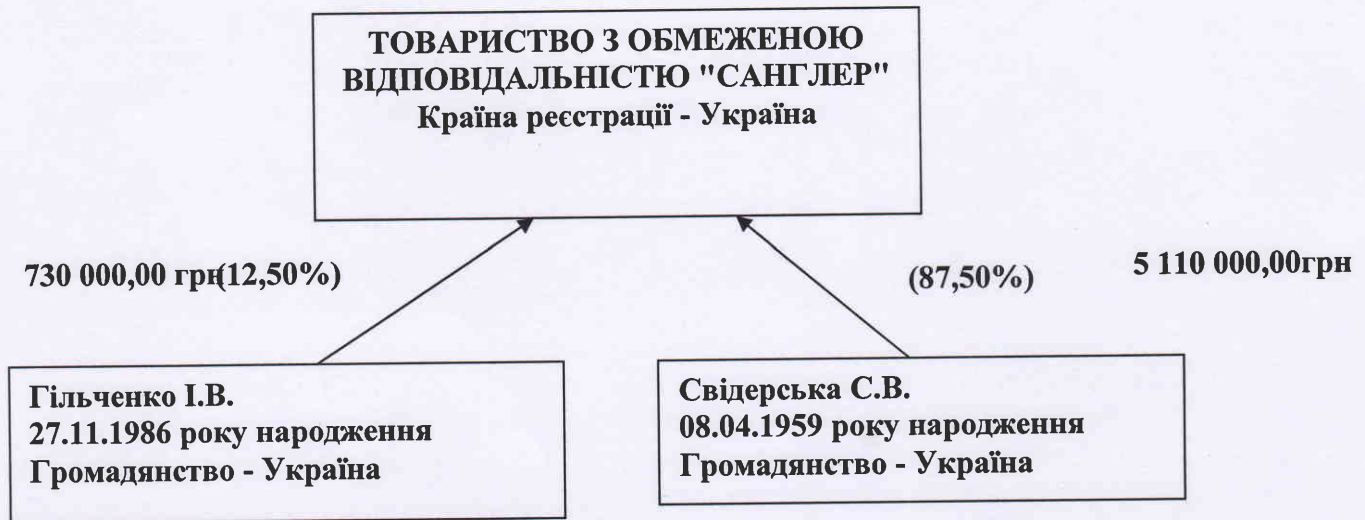 ТОВАРИСТВО З ОБМЕЖЕНОЮ
ВІДПОВІДАЛЬНІСТЮ "САНГЛЕР"
Країна реєстрації - Україна
730 000,00 грн(12,50%)
(87,50%)
5 110 000,00грн
Гільченко І.В.
27.11.1986 року народження
Громадянство - Україна
Свідерська С.В.
08.04.1959 року народження
Громадянство - Україна